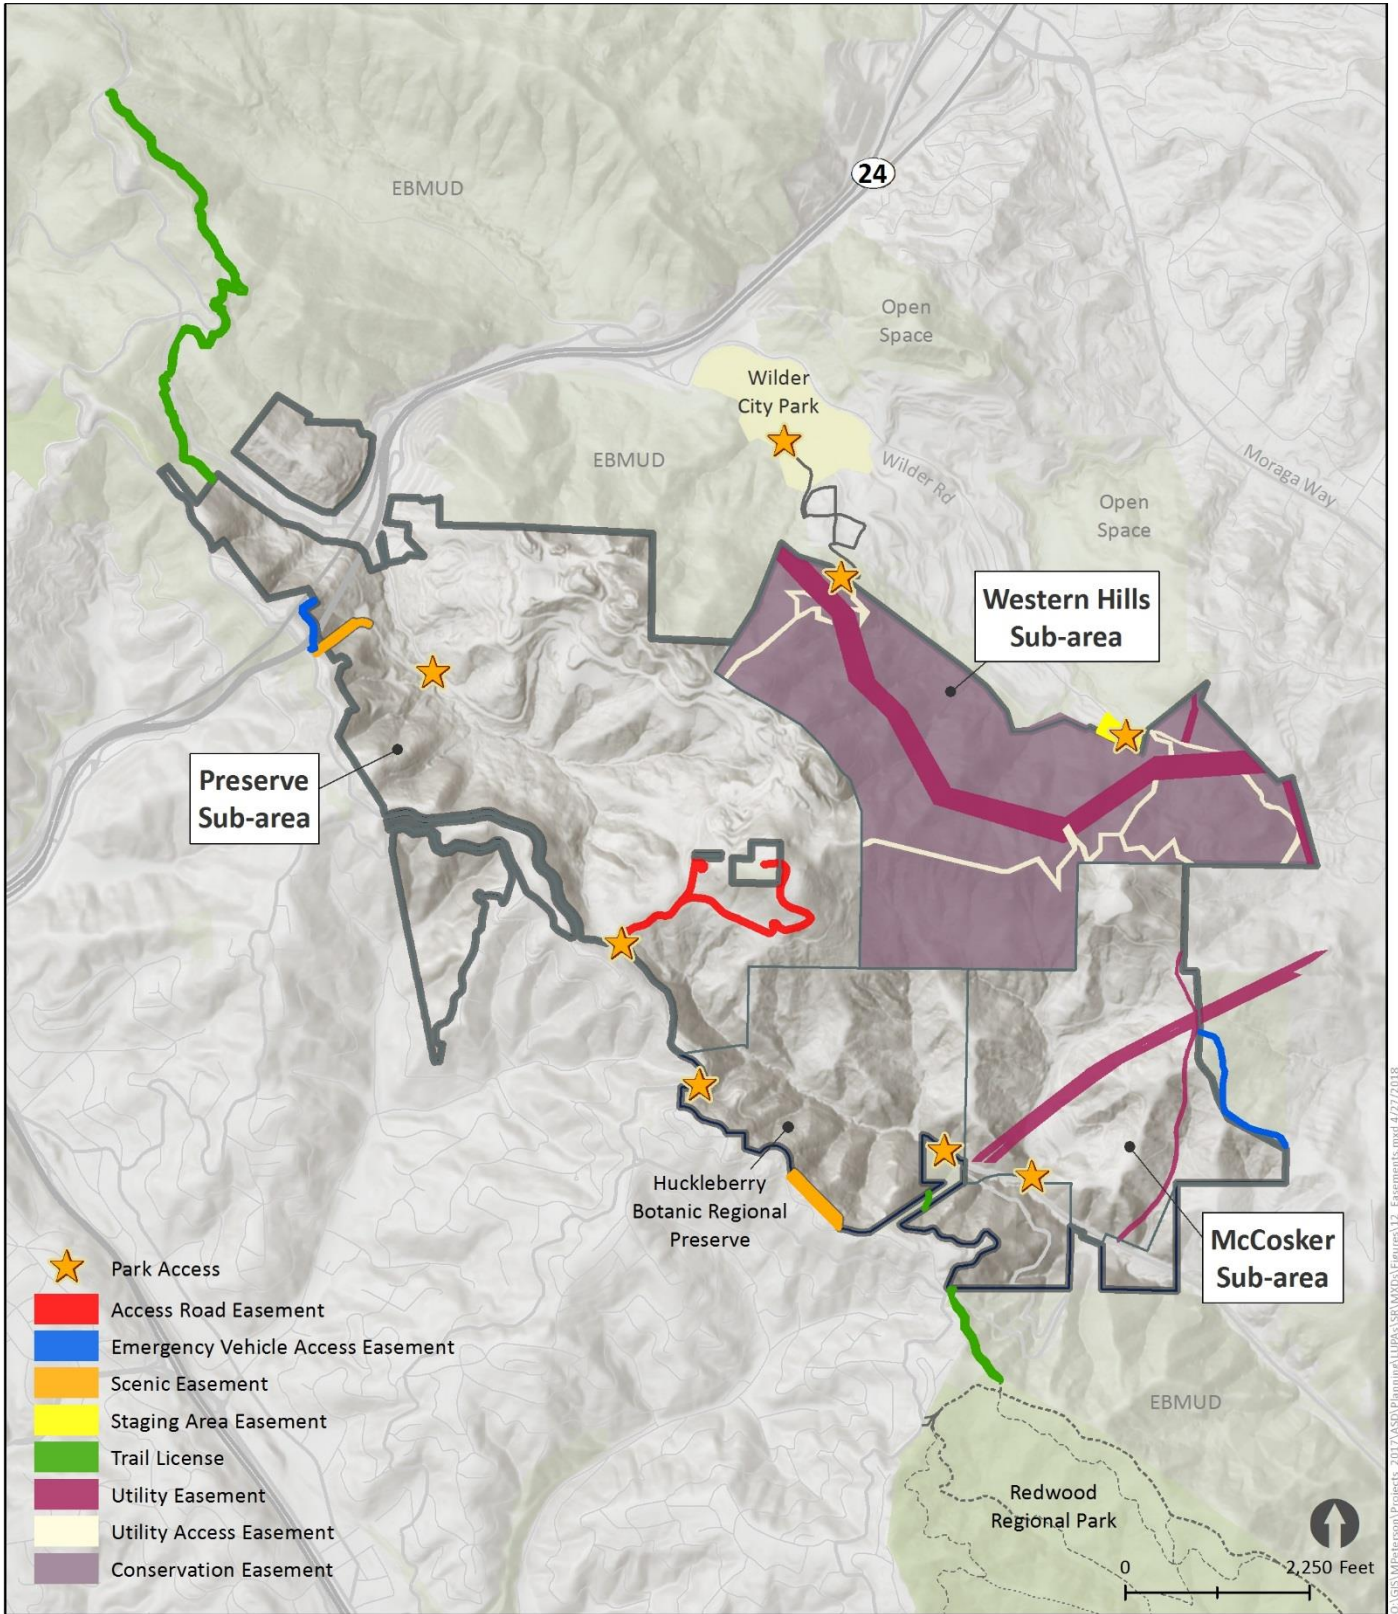 EBMUD
24
Open
Space
Wilder
City Park
EBMUD
Wilder Rd
Moraga Way
Open
Space
Western Hills
Sub-area
Preserve
Sub-area
Huckleberry
Botanic Regional
Preserve
McCosker
Sub-area
Park Access
Access Road Easement
Emergency Vehicle Access Easement
Scenic Easement
Staging Area Easement
Trail License
Utility Easement
Utility Access Easement
Conservation Easement
EBMUD
Redwood
Regional Park
0
2,250 Feet